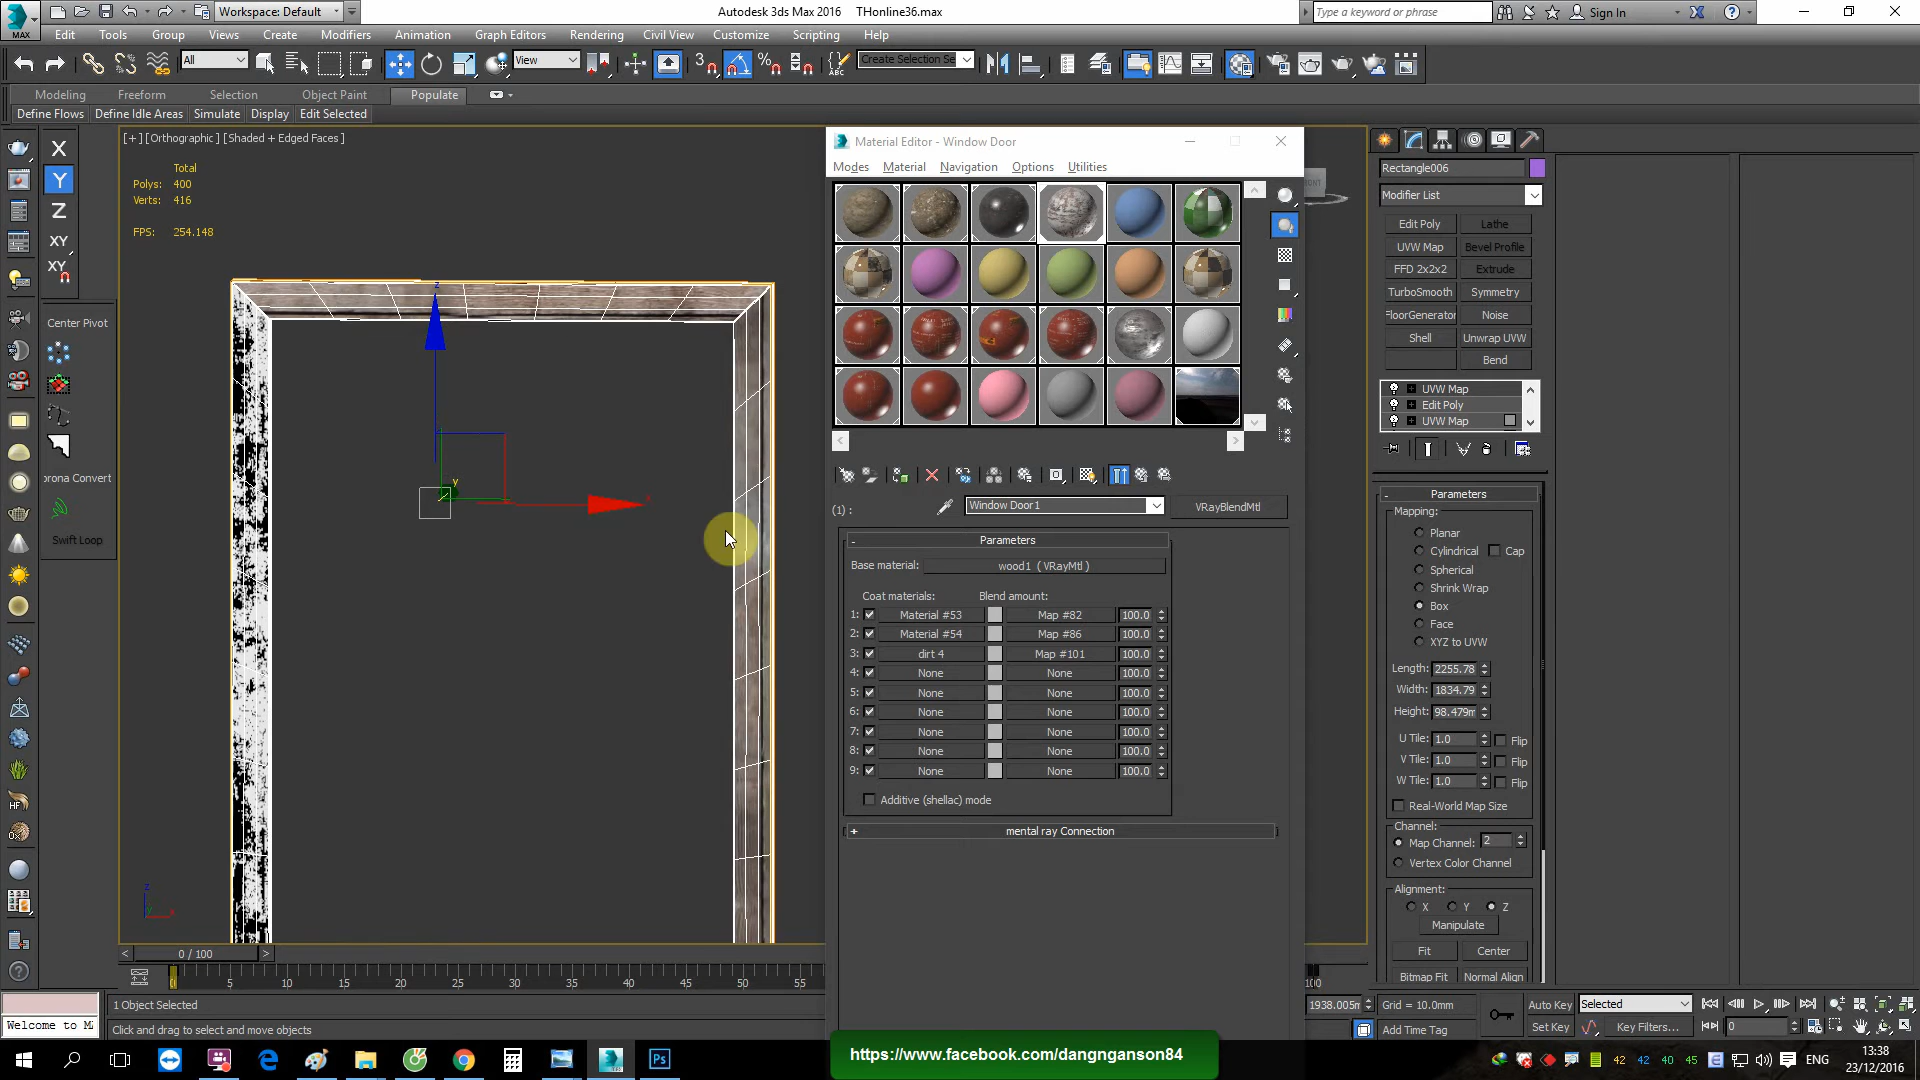 Workspace: Default
Autodesk 3ds Max 2016    THonline36.max
Type a keyword or phrase
Sign In
MAX
Edit Tools Group Views Create Modifiers Animation Graph Editors Rendering Civil View Customize Scripting Help
All
View
Create Selection Se
Modeling Freeform Selection Object Paint Populate
Define Flows Define Idle Areas Simulate Display Edit Selected
[+][Orthographic][Shaded + Edged Faces]
Total
Polys: 400
Verts: 416
FPS: 254.148
X
Y
Z
XY
XY
Center Pivot
orona Convert
Swift Loop
Material Editor - Window Door
Modes Material Navigation Options Utilities
(1) :
Window Door1
VRayBlendMtl
Parameters
Base material: wood1 ( VRayMtl )
Coat materials: Blend amount:
1: Material #53 Map #82 100.0
2: Material #54 Map #86 100.0
3: dirt 4 Map #101 100.0
4: None None 100.0
5: None None 100.0
6: None None 100.0
7: None None 100.0
8: None None 100.0
9: None None 100.0
Additive (shellac) mode
mental ray Connection
Rectangle006
Modifier List
Edit Poly Lathe
UVW Map Bevel Profile
FFD 2x2x2 Extrude
TurboSmooth Symmetry
FloorGenerator Noise
Shell Unwrap UVW
Bend
UVW Map
Edit Poly
UVW Map
Parameters
Mapping:
Planar
Cylindrical Cap
Spherical
Shrink Wrap
Box
Face
XYZ to UVW
Length: 2255.78
Width: 1834.79
Height: 98.479m
U Tile: 1.0 Flip
V Tile: 1.0 Flip
W Tile: 1.0 Flip
Real-World Map Size
Channel:
Map Channel: 2
Vertex Color Channel
Alignment:
X Y Z
Manipulate
Fit Center
Bitmap Fit Normal Align
0 / 100
5 10 15 20 25 30 35 40 45 50 55 100
1 Object Selected
Welcome to M
Click and drag to select and move objects
1938.005m
Grid = 10.0mm
Add Time Tag
Auto Key Selected
Set Key Key Filters...
0
https://www.facebook.com/dangnganson84
42 42 40 45
ENG
13:38
23/12/2016